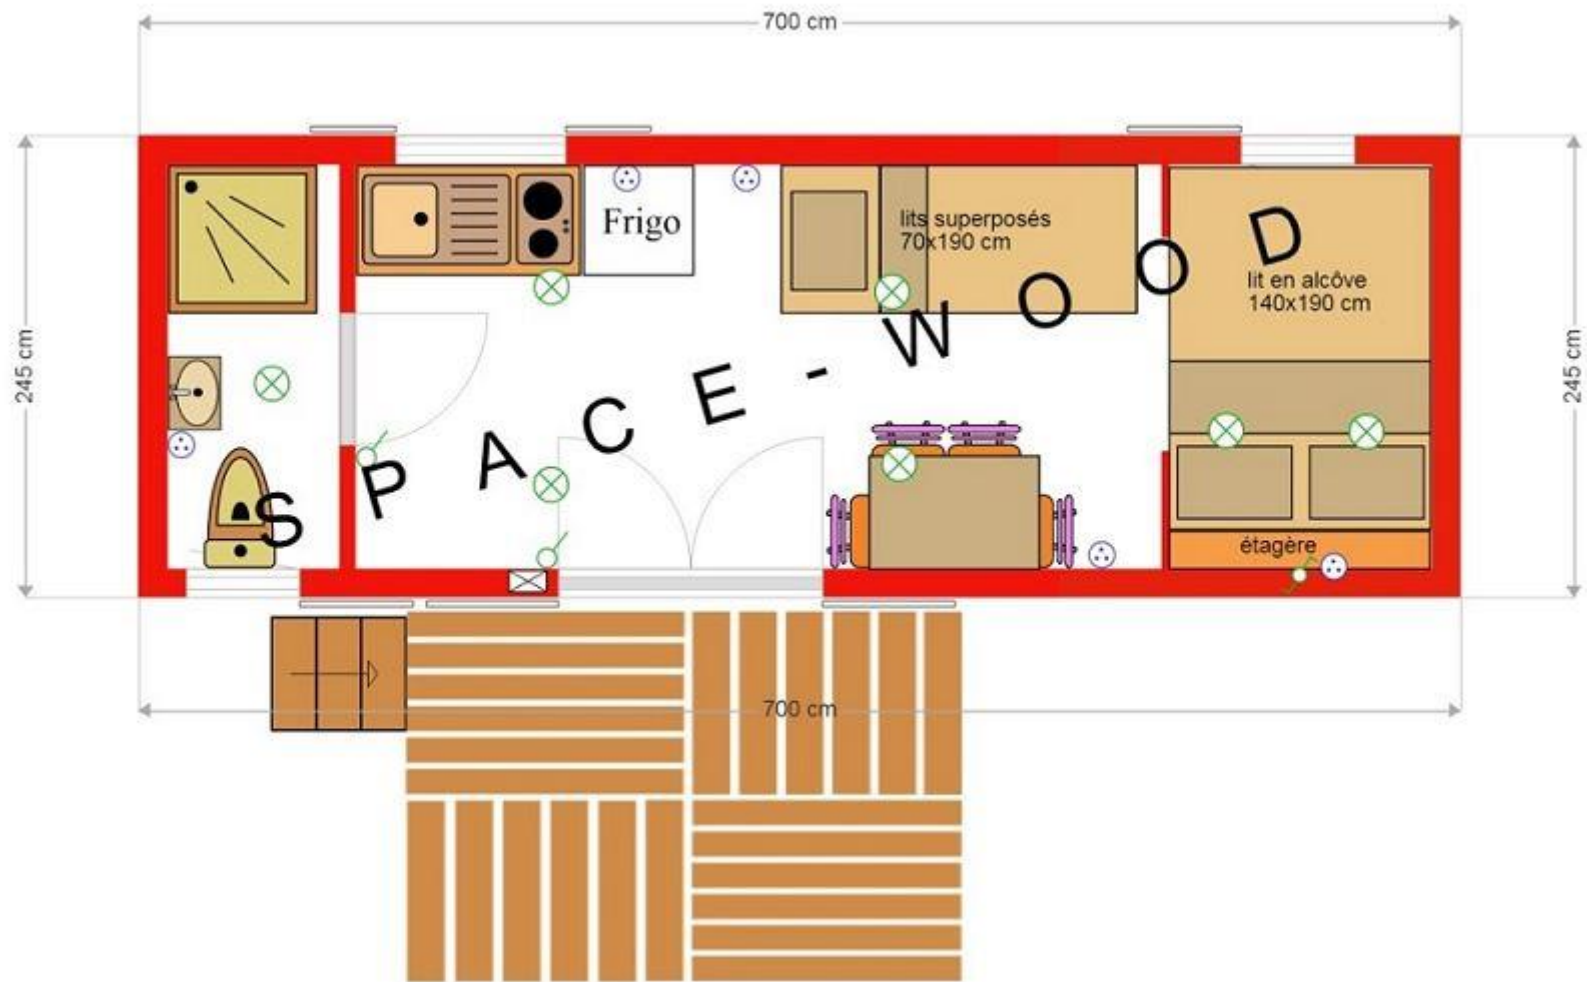 700 cm
245 cm
245 cm
Frigo
lits superposés
70x190 cm
lit en alcôve
140x190 cm
SPACE-WOOD
étagère
700 cm